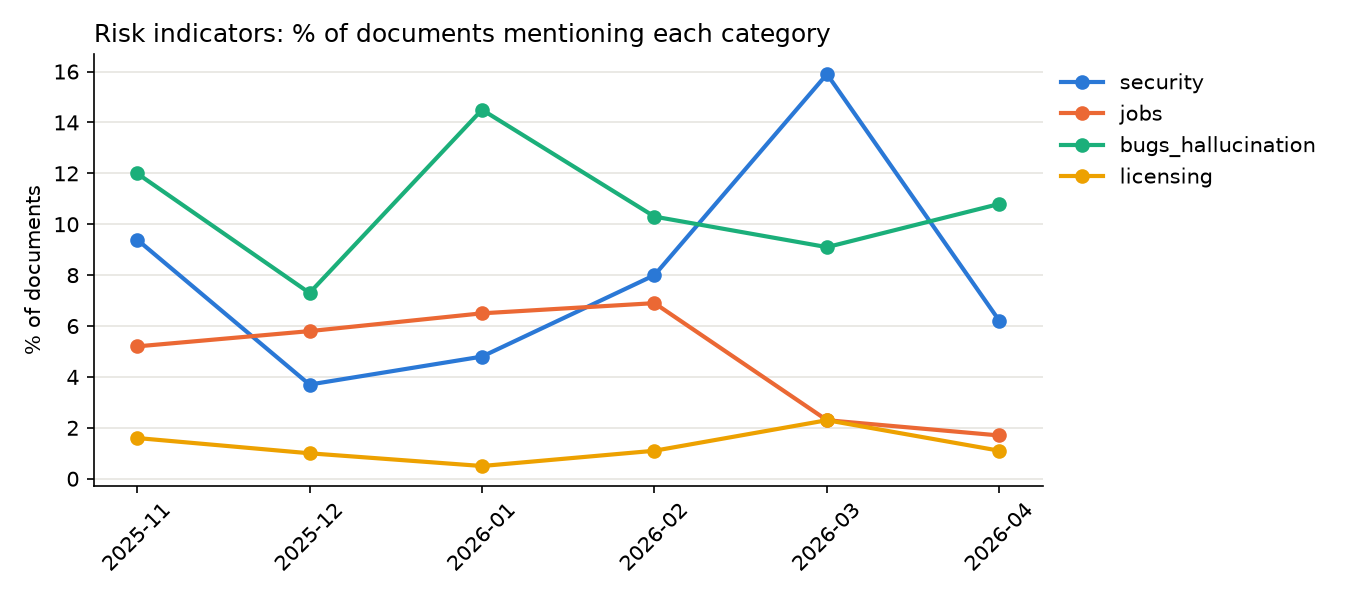 Risk indicators: % of documents mentioning each category
% of documents
16
14
12
10
8
6
4
2
0
2025-11
2025-12
2026-01
2026-02
2026-03
2026-04
security
jobs
bugs_hallucination
licensing